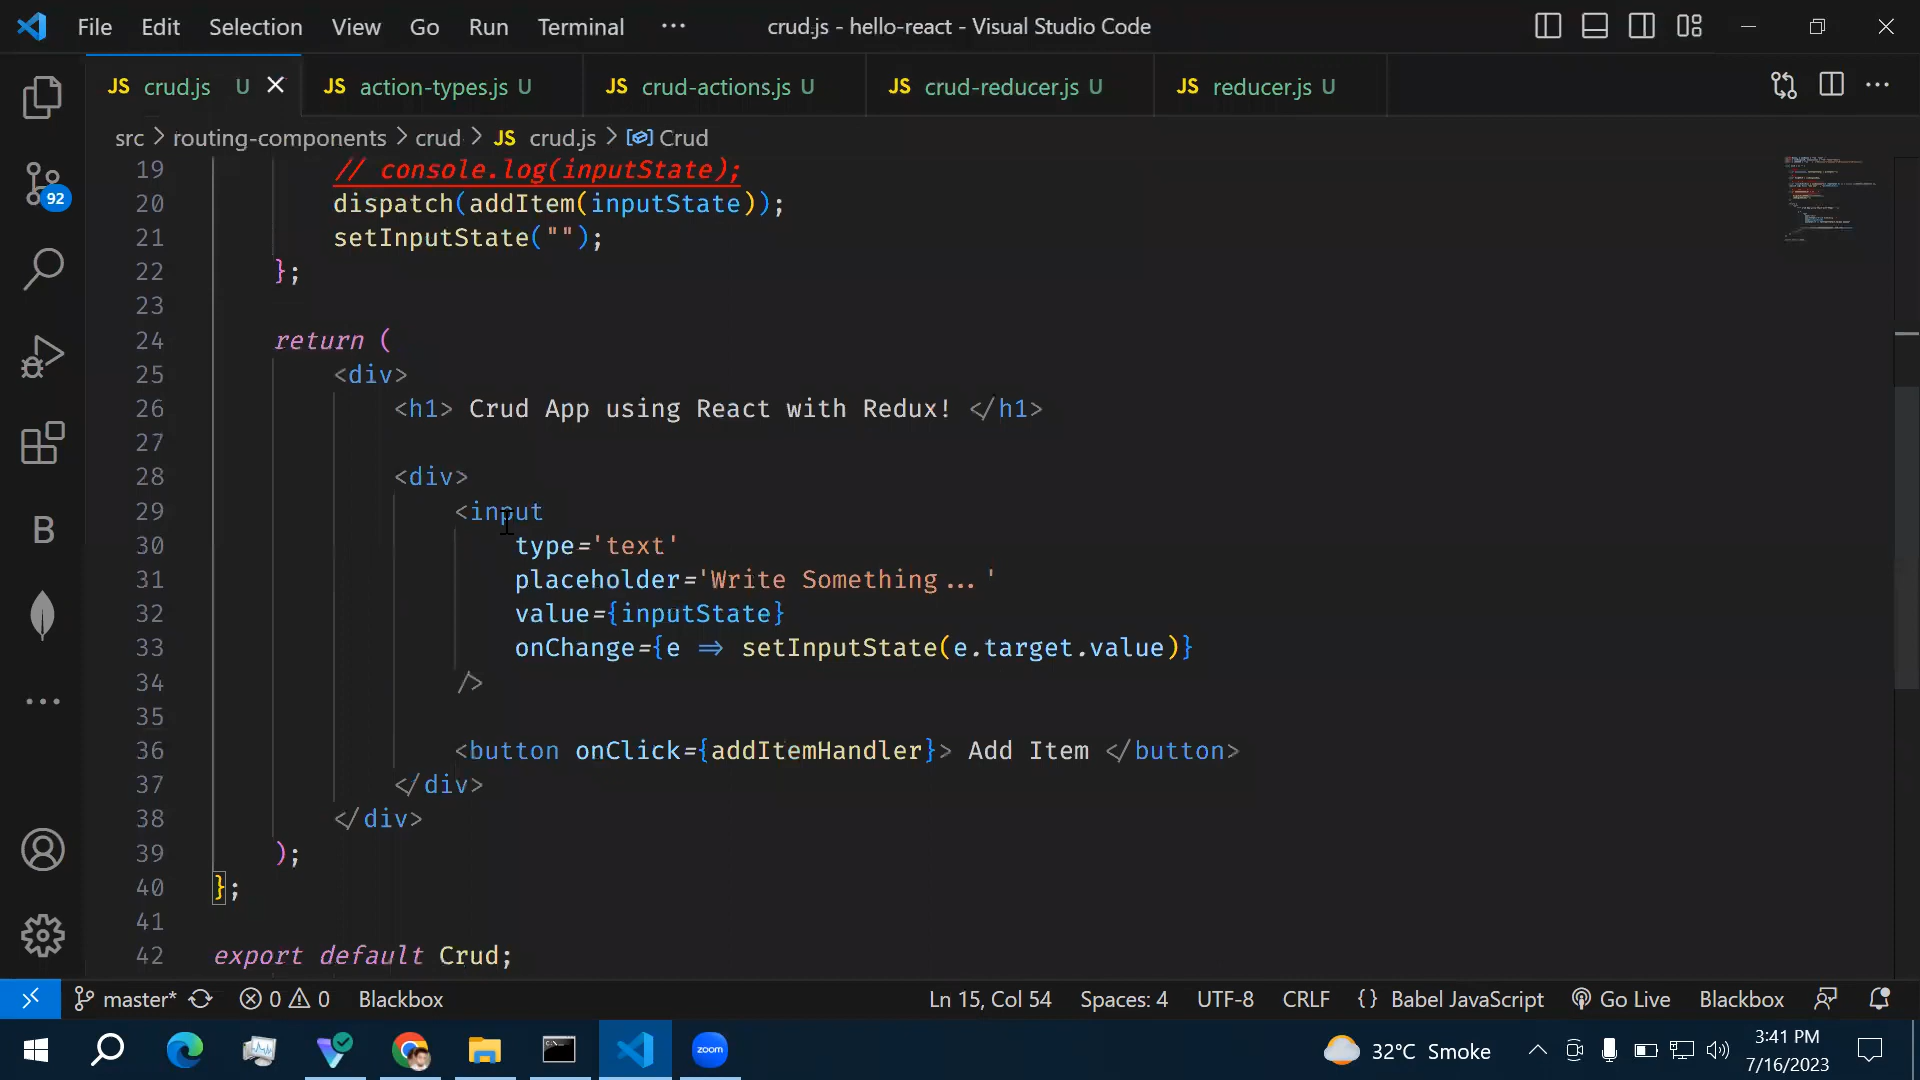 File Edit Selection View Go Run Terminal ··· crud.js - hello-react - Visual Studio Code
JS crud.js U JS action-types.js U JS crud-actions.js U JS crud-reducer.js U JS reducer.js U ···
src > routing-components > crud > JS crud.js > Crud
19 // console.log(inputState);
20 dispatch(addItem(inputState));
21 setInputState("");
22 };
23
24 return (
25 <div>
26 <h1> Crud App using React with Redux! </h1>
27
28 <div>
29 <input
30 type='text'
31 placeholder='Write Something...'
32 value={inputState}
33 onChange={e => setInputState(e.target.value)}
34 />
35
36 <button onClick={addItemHandler}> Add Item </button>
37 </div>
38 </div>
39 );
40 };
41
42 export default Crud;
92
B
master* 0 0 Blackbox Ln 15, Col 54 Spaces: 4 UTF-8 CRLF {} Babel JavaScript Go Live Blackbox
zoom 32°C Smoke 3:41 PM
7/16/2023